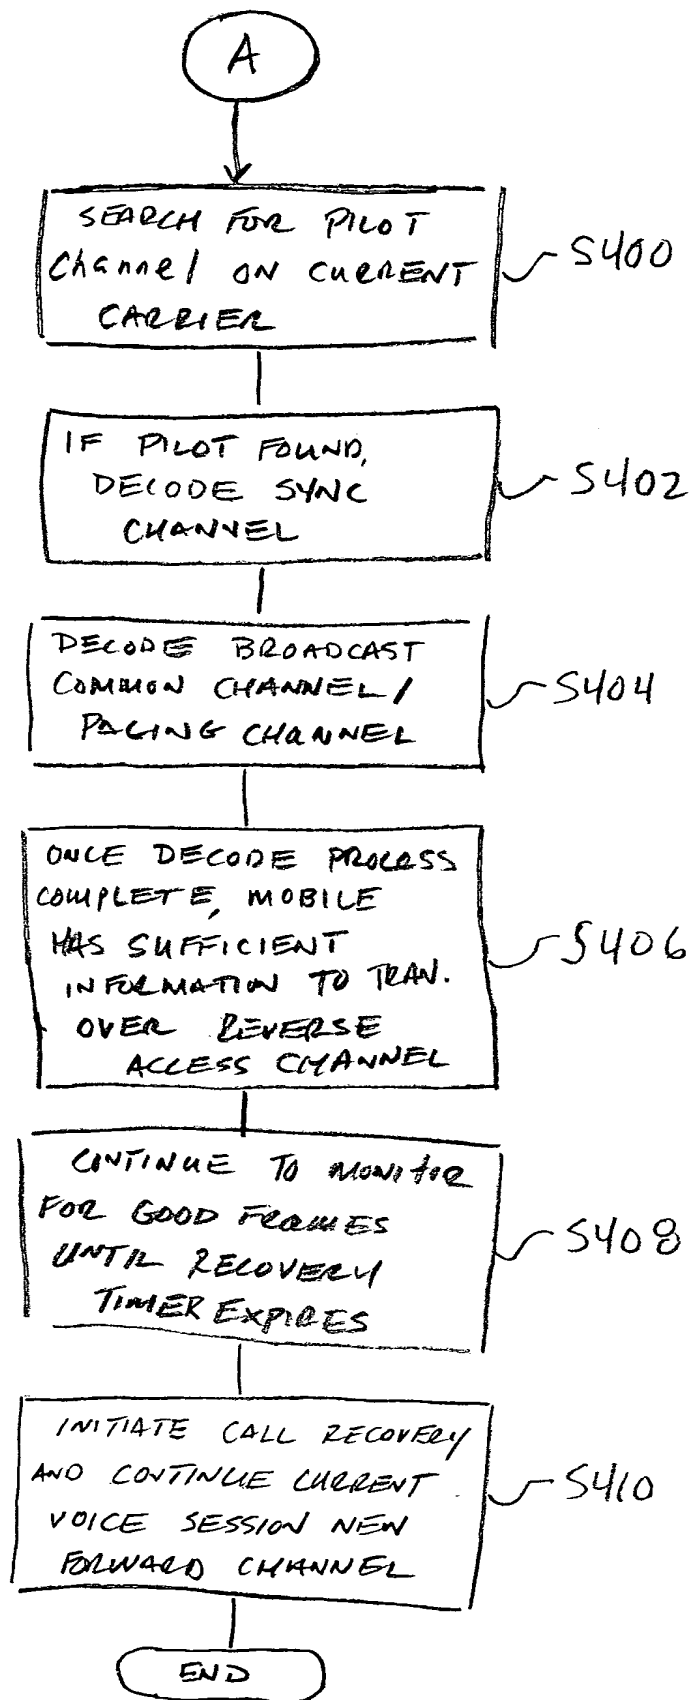 A
SEARCH FOR PILOT
Channel ON CURRENT
CARRIER
S400
IF PILOT FOUND,
DECODE SYNC
CHANNEL
S402
DECODE BROADCAST
COMMON CHANNEL/
PAGING CHANNEL
S404
ONCE DECODE PROCESS
COMPLETE, MOBILE
HAS SUFFICIENT
INFORMATION TO TRAN.
OVER REVERSE
ACCESS CHANNEL
S406
CONTINUE TO MONITOR
FOR GOOD FRAMES
UNTIL RECOVERY
TIMER EXPIRES
S408
INITIATE CALL RECOVERY
AND CONTINUE CURRENT
VOICE SESSION NEW
FORWARD CHANNEL
S410
END